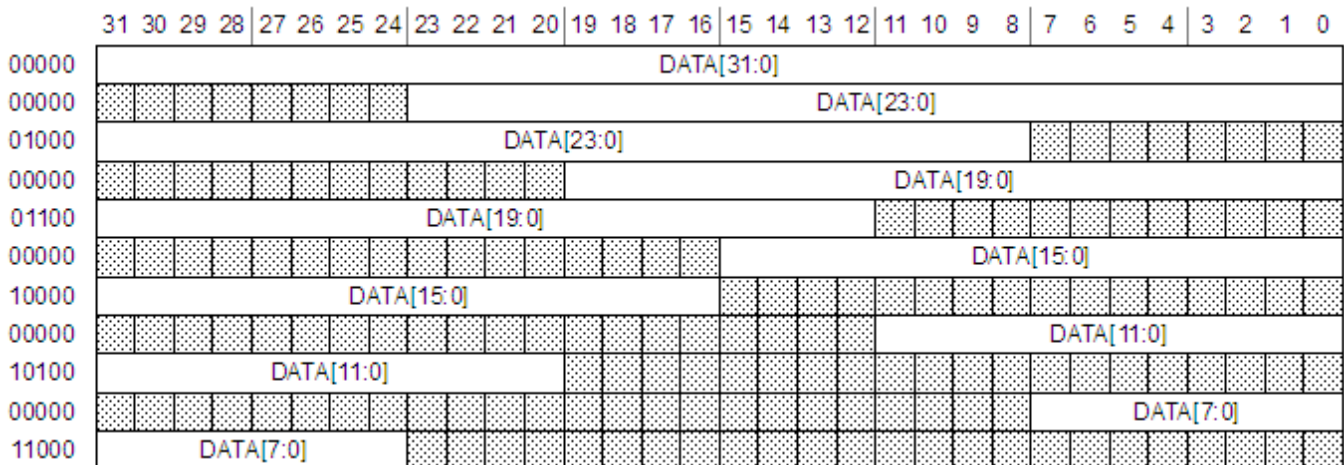 31 30 29 28 27 26 25 24 23 22 21 20 19 18 17 16 15 14 13 12 11 10 9 8 7 6 5 4 3 2 1 0
00000 DATA[31:0]
00000 DATA[23:0]
01000 DATA[23:0]
00000 DATA[19:0]
01100 DATA[19:0]
00000 DATA[15:0]
10000 DATA[15:0]
00000 DATA[11:0]
10100 DATA[11:0]
00000 DATA[7:0]
11000 DATA[7:0]